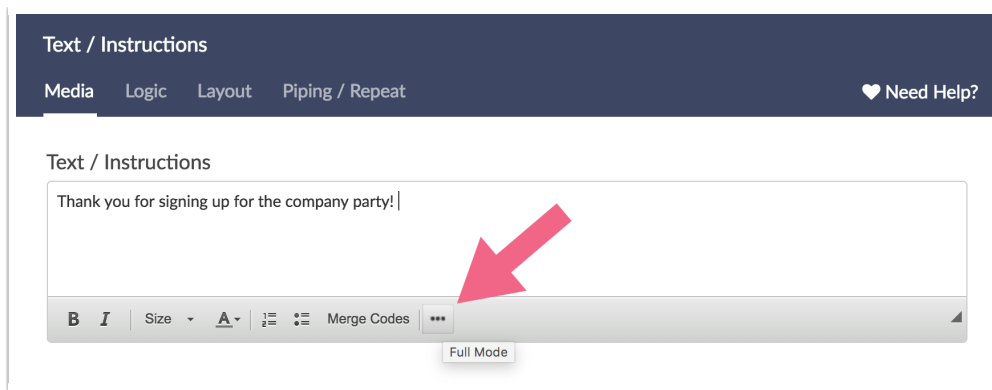 Text / Instructions
Media Logic Layout Piping / Repeat Need Help?
Text / Instructions
Thank you for signing up for the company party!
B I Size A Merge Codes
Full Mode